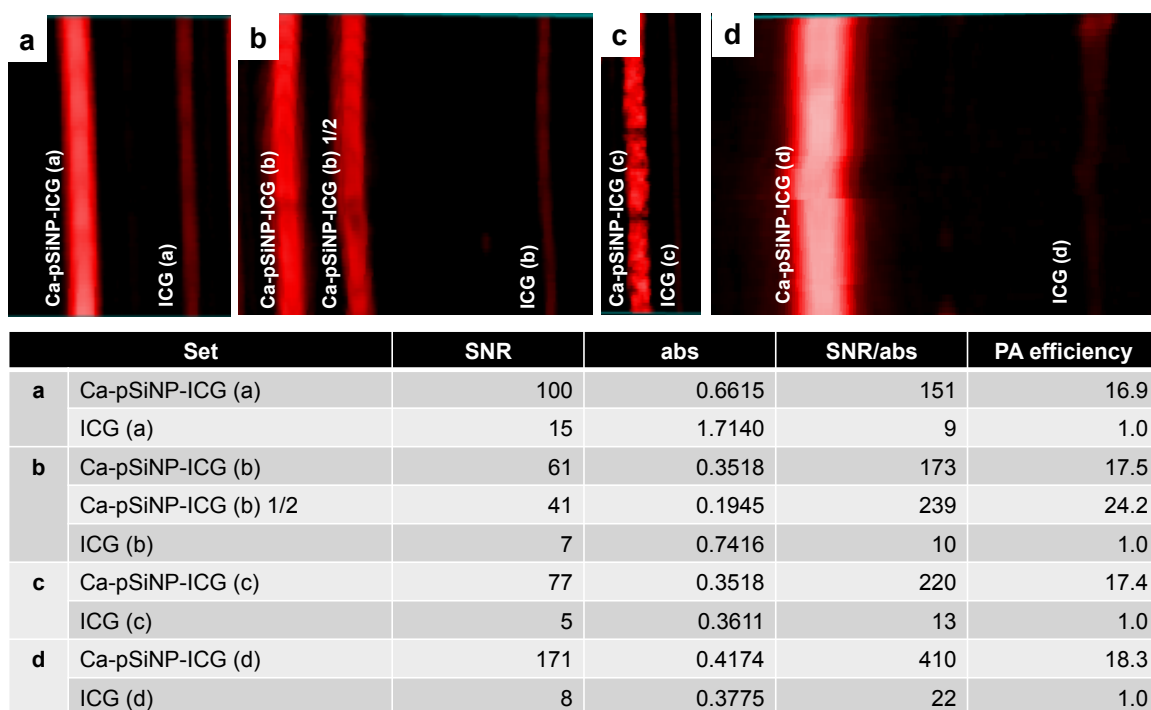 a
b
c
d
Ca-pSiNP-ICG (a)
ICG (a)
Ca-pSiNP-ICG (b)
Ca-pSiNP-ICG (b) 1/2
ICG (b)
Ca-pSiNP-ICG (c)
ICG (c)
Ca-pSiNP-ICG (d)
ICG (d)
Set SNR abs SNR/abs PA efficiency
a Ca-pSiNP-ICG (a) 100 0.6615 151 16.9
ICG (a) 15 1.7140 9 1.0
b Ca-pSiNP-ICG (b) 61 0.3518 173 17.5
Ca-pSiNP-ICG (b) 1/2 41 0.1945 239 24.2
ICG (b) 7 0.7416 10 1.0
c Ca-pSiNP-ICG (c) 77 0.3518 220 17.4
ICG (c) 5 0.3611 13 1.0
d Ca-pSiNP-ICG (d) 171 0.4174 410 18.3
ICG (d) 8 0.3775 22 1.0